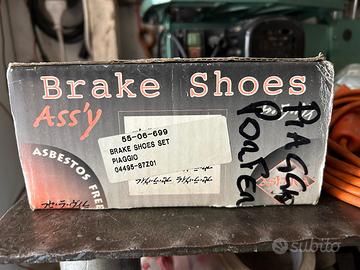 Brake Shoes
Ass'y
55-06-699
BRAKE SHOES SET
PIAGGIO
04495-87Z01
ASBESTOS FREE
PIAGGIO
PORTER
subito